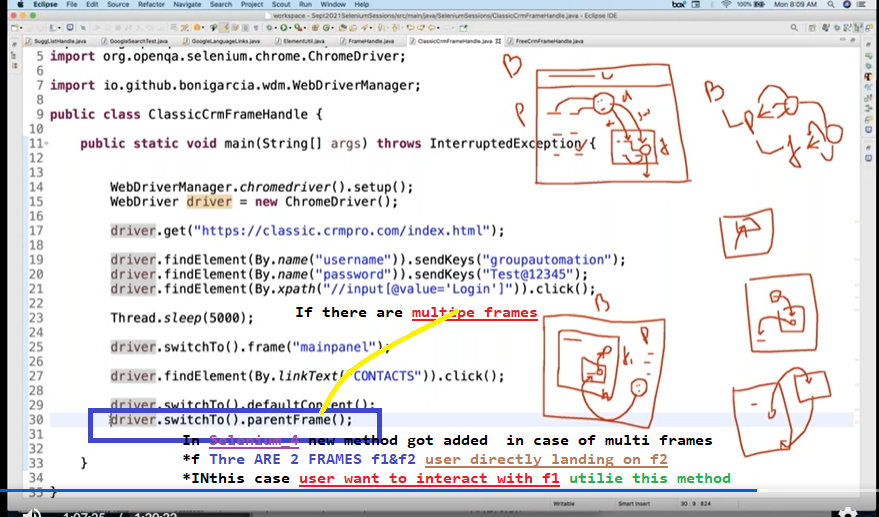 Eclipse File Edit Source Refactor Navigate Search Project Scout Run Window Help
box 100% Mon 8:09 AM
workspace - Sept2021SeleniumSessions/src/main/java/SeleniumSessions/ClassicCrmFrameHandle.java - Eclipse IDE
SuggListHandle.java GoogleSearchTest.java GoogleLanguageLinks.java ElementUtil.java FrameHandle.java ClassicCrmFrameHandle.java FreeCrmFrameHandle.java
5 import org.openqa.selenium.chrome.ChromeDriver;
6
7 import io.github.bonigarcia.wdm.WebDriverManager;
8
9 public class ClassicCrmFrameHandle {
10
11 public static void main(String[] args) throws InterruptedException {
12
13
14 WebDriverManager.chromedriver().setup();
15 WebDriver driver = new ChromeDriver();
16
17 driver.get("https://classic.crmpro.com/index.html");
18
19 driver.findElement(By.name("username")).sendKeys("groupautomation");
20 driver.findElement(By.name("password")).sendKeys("Test@12345");
21 driver.findElement(By.xpath("//input[@value='Login']")).click();
22
If there are multipe frames
23 Thread.sleep(5000);
24
25 driver.switchTo().frame("mainpanel");
26
27 driver.findElement(By.linkText("CONTACTS")).click();
28
29 driver.switchTo().defaultContent();
30 driver.switchTo().parentFrame();
31
In Selenium_4 new method got added in case of multi frames
32
*f Thre ARE 2 FRAMES f1&f2 user directly landing on f2
33 }
*INthis case user want to interact with f1 utilie this method
34
35 }
Writable Smart Insert 30 : 9 : 824
B
P
B
P
f
B
P
f1